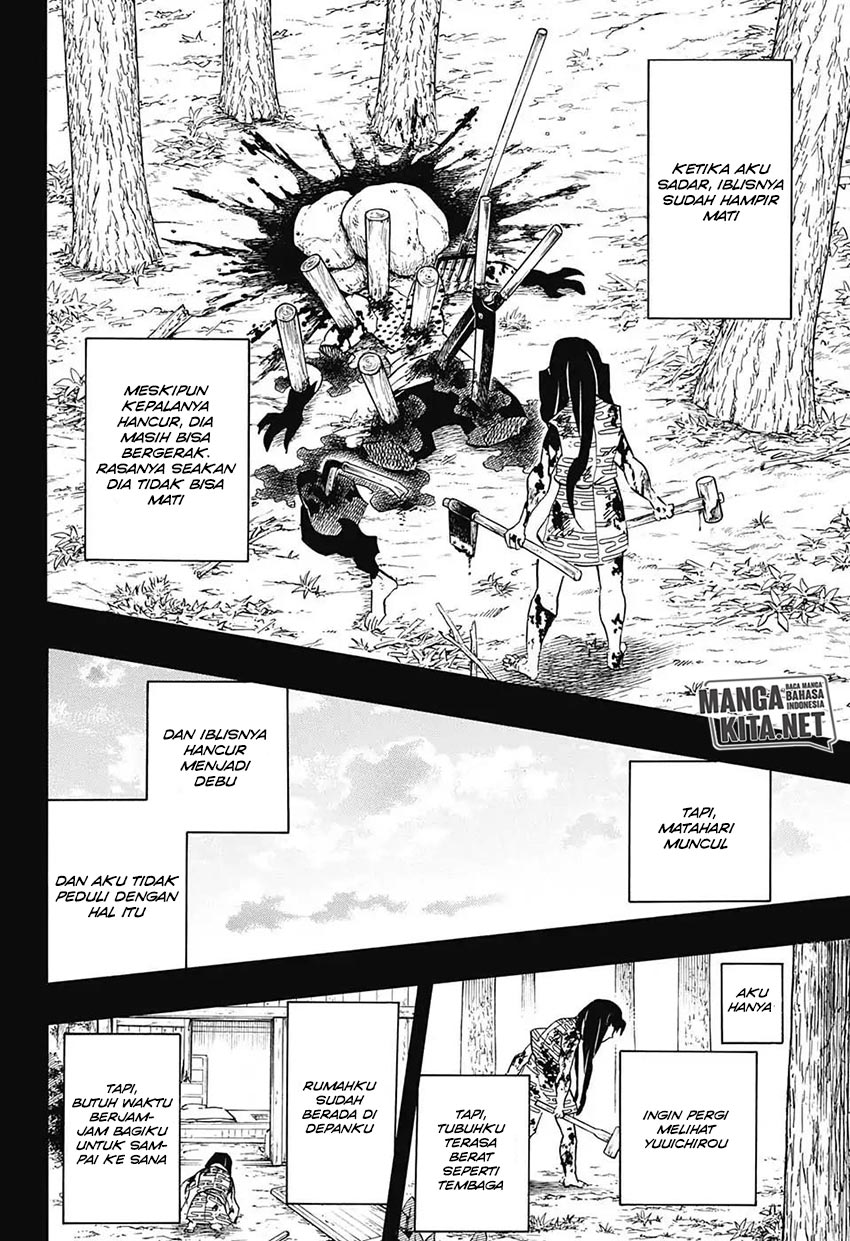 KETIKA AKU
SADAR, IBLISNYA
SUDAH HAMPIR
MATI
MESKIPUN
KEPALANYA
HANCUR, DIA
MASIH BISA
BERGERAK.
RASANYA SEAKAN
DIA TIDAK BISA
MATI
MANGA
KITA.NET
BACA MANGA
BAHASA
INDONESIA
TAPI,
MATAHARI
MUNCUL
DAN IBLISNYA
HANCUR
MENJADI
DEBU
DAN AKU TIDAK
PEDULI DENGAN
HAL ITU
AKU
HANYA
INGIN PERGI
MELIHAT
YUUICHIROU
TAPI,
TUBUHKU
TERASA
BERAT
SEPERTI
TEMBAGA
RUMAHKU
SUDAH
BERADA DI
DEPANKU
TAPI,
BUTUH WAKTU
BERJAM-
JAM BAGIKU
UNTUK SAM-
PAI KE SANA